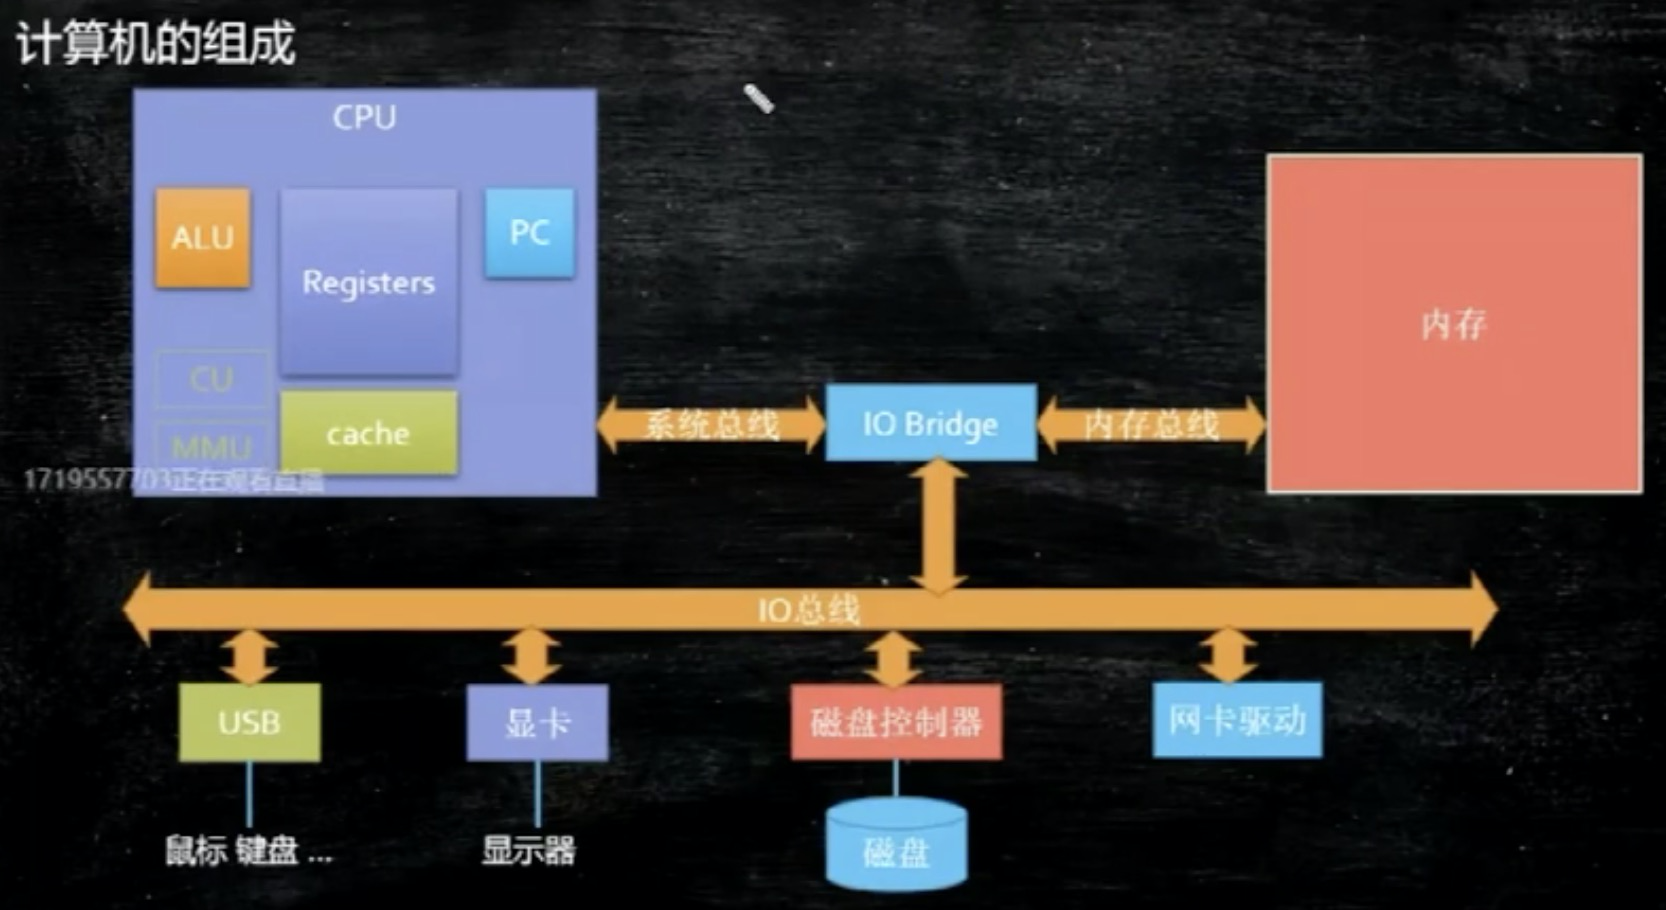 计算机的组成
CPU
ALU
Registers
PC
CU
MMU
cache
1719557703正在观看直播
系统总线
IO Bridge
内存总线
内存
IO总线
USB
显卡
磁盘控制器
网卡驱动
鼠标 键盘 ...
显示器
磁盘